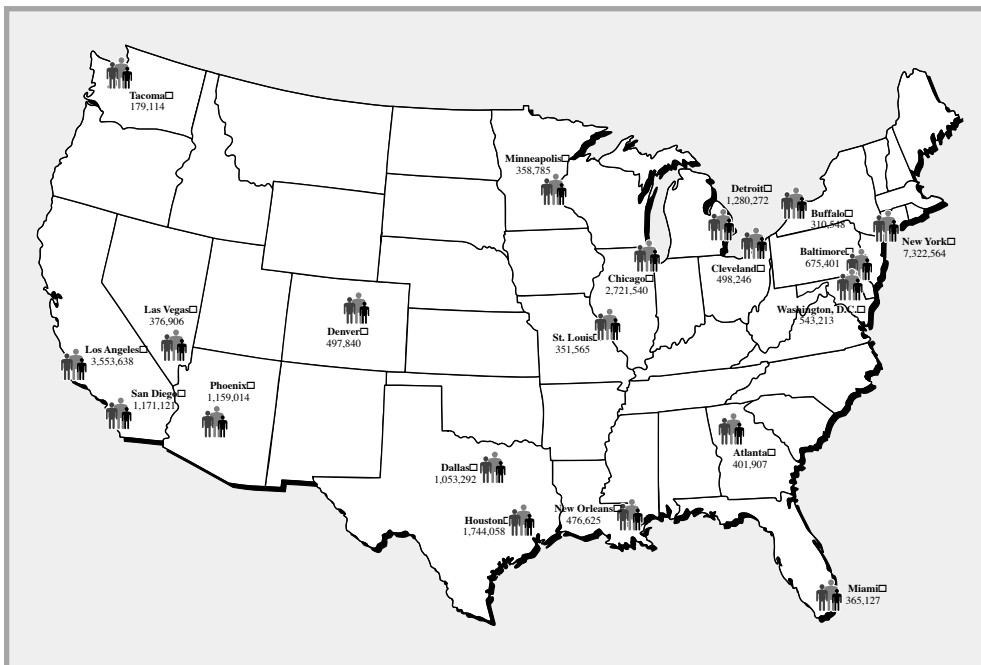 Tacoma
179,114
Minneapolis
358,785
Detroit
1,280,272
Buffalo
310,548
New York
7,322,564
Baltimore
675,401
Cleveland
498,246
Chicago
2,721,540
Washington, D.C.
543,213
Las Vegas
376,906
Denver
497,840
St. Louis
351,565
Los Angeles
3,553,638
San Diego
1,171,121
Phoenix
1,159,014
Atlanta
401,907
Dallas
1,053,292
Houston
1,744,058
New Orleans
476,625
Miami
365,127